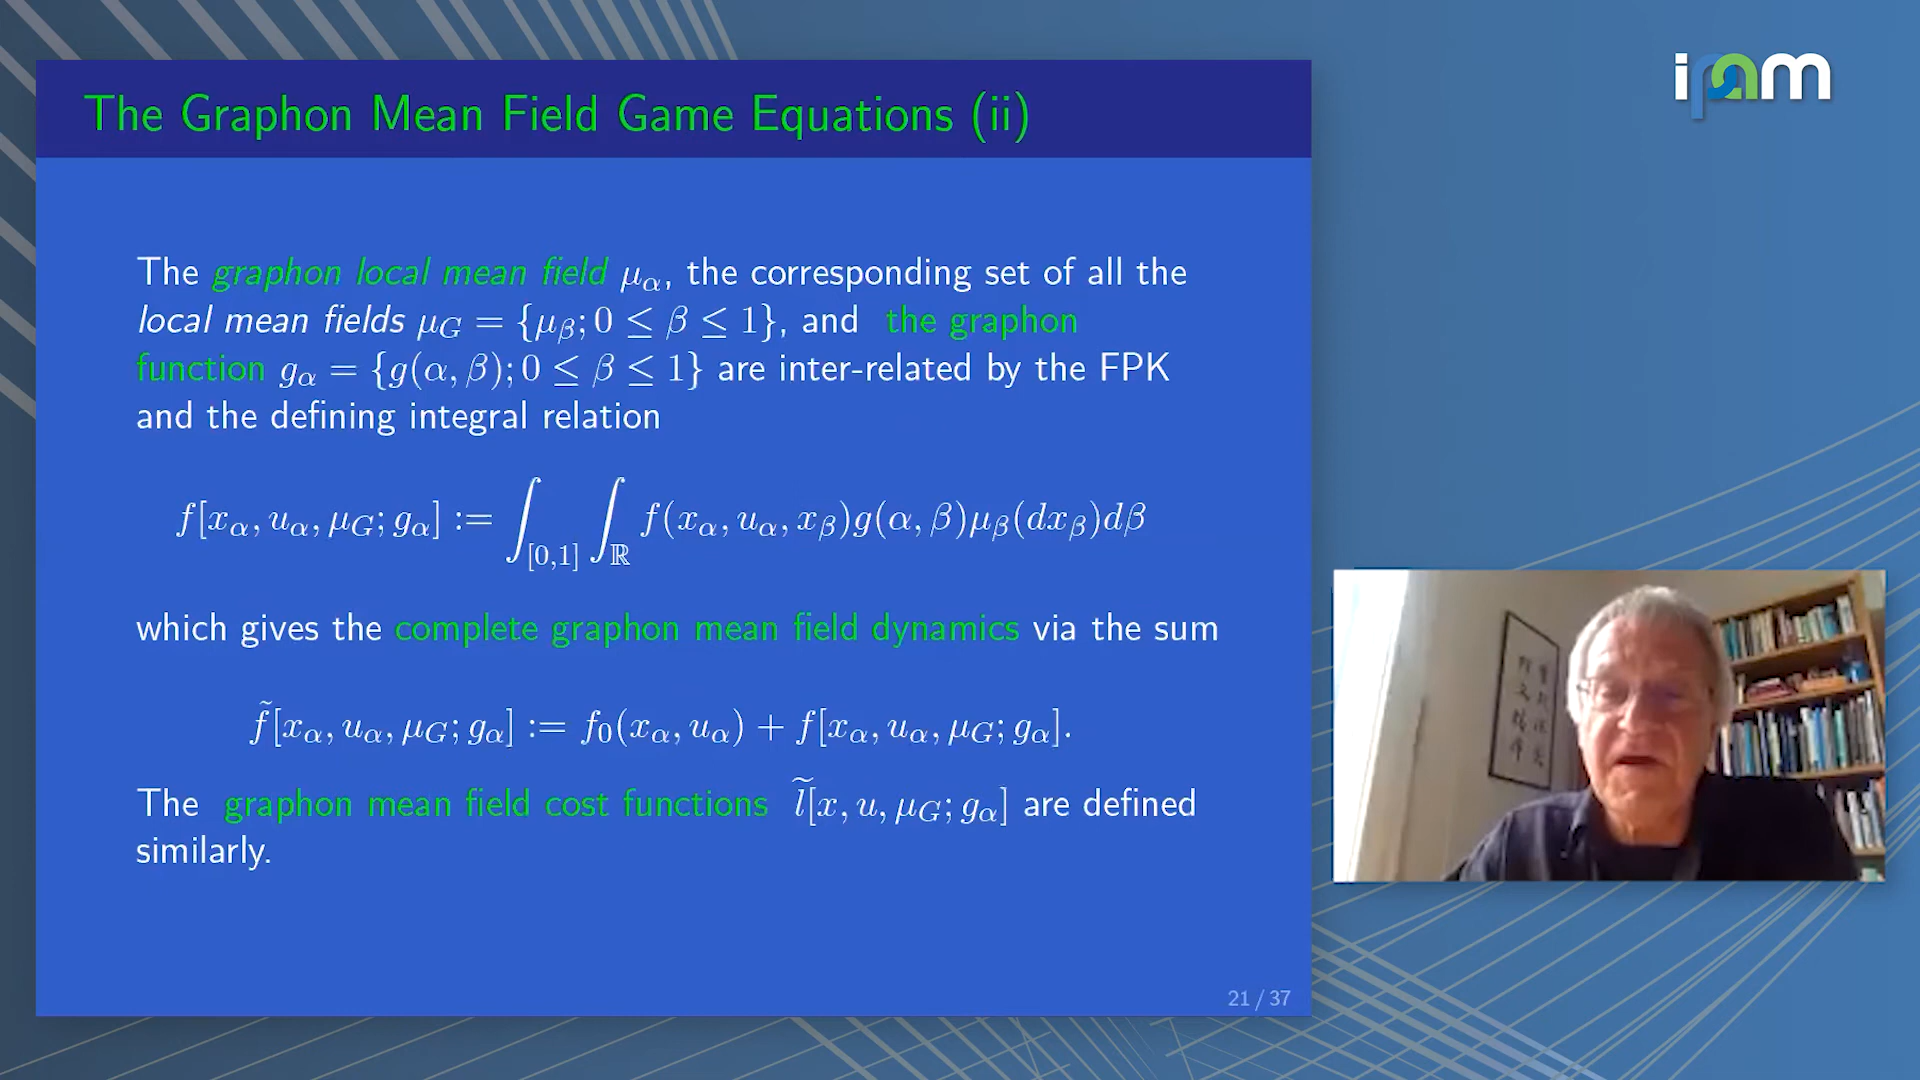 ipam
The Graphon Mean Field Game Equations (ii)
The graphon local mean field μ_α, the corresponding set of all the
local mean fields μ_G = {μ_β; 0 ≤ β ≤ 1}, and the graphon
function g_α = {g(α, β); 0 ≤ β ≤ 1} are inter-related by the FPK
and the defining integral relation
f[x_α, u_α, μ_G; g_α] := ∫_{[0,1]} ∫_ℝ f(x_α, u_α, x_β)g(α, β)μ_β(dx_β)dβ
which gives the complete graphon mean field dynamics via the sum
f̃[x_α, u_α, μ_G; g_α] := f_0(x_α, u_α) + f[x_α, u_α, μ_G; g_α].
The graphon mean field cost functions l̃[x, u, μ_G; g_α] are defined
similarly.
21 / 37